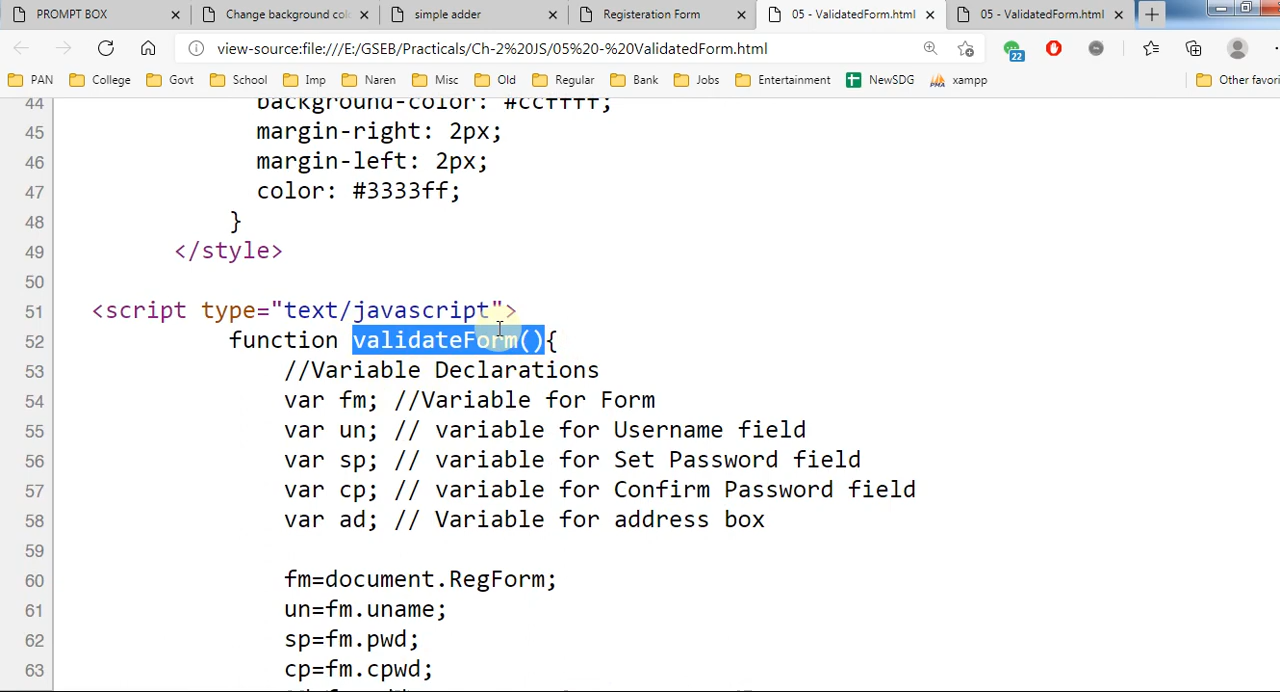 PROMPT BOX
Change background col
simple adder
Registeration Form
05 - ValidatedForm.html
05 - ValidatedForm.html
view-source:file:///E:/GSEB/Practicals/Ch-2%20JS/05%20-%20ValidatedForm.html
22
PAN College Govt School Imp Naren Misc Old Regular Bank Jobs Entertainment NewSDG xampp Other favori
44 background-color: #ccffff;
45 margin-right: 2px;
46 margin-left: 2px;
47 color: #3333ff;
48 }
49 </style>
50
51 <script type="text/javascript">
52 function validateForm(){
53 //Variable Declarations
54 var fm; //Variable for Form
55 var un; // variable for Username field
56 var sp; // variable for Set Password field
57 var cp; // variable for Confirm Password field
58 var ad; // Variable for address box
59
60 fm=document.RegForm;
61 un=fm.uname;
62 sp=fm.pwd;
63 cp=fm.cpwd;